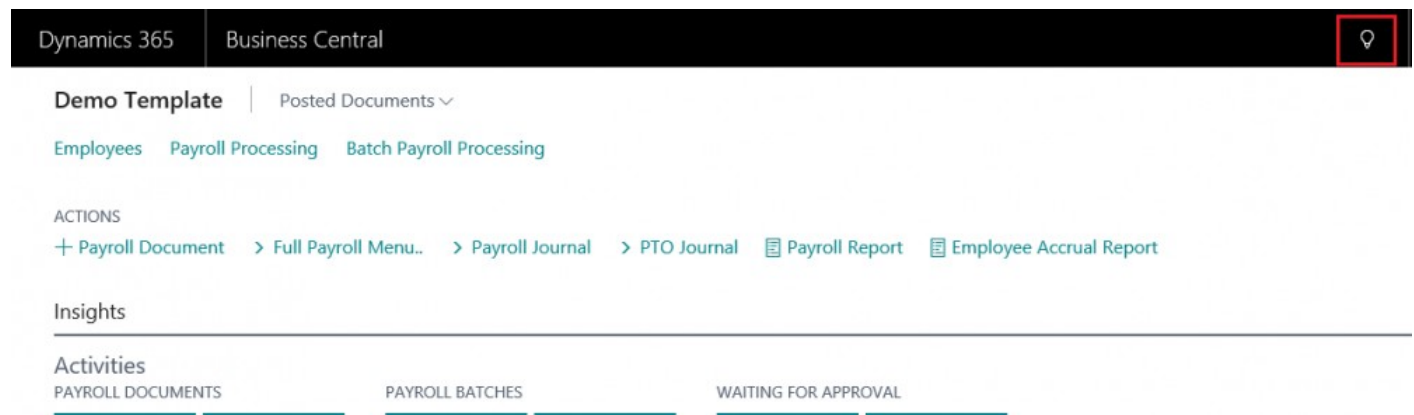 Dynamics 365 Business Central
Demo Template Posted Documents
Employees Payroll Processing Batch Payroll Processing
ACTIONS
+ Payroll Document > Full Payroll Menu.. > Payroll Journal > PTO Journal Payroll Report Employee Accrual Report
Insights
Activities
PAYROLL DOCUMENTS PAYROLL BATCHES WAITING FOR APPROVAL